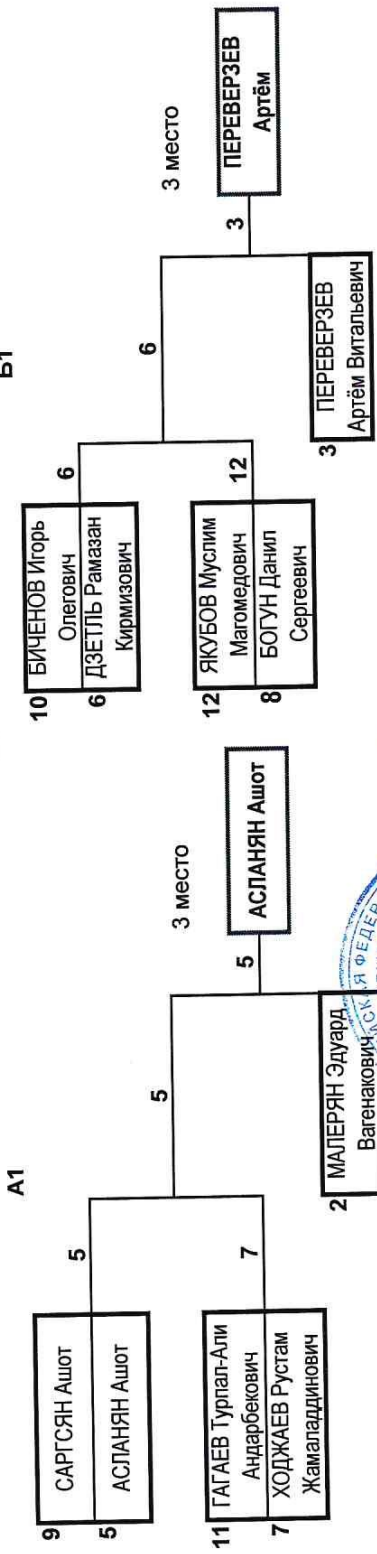 А1
9
САРГСЯН Ашот
5
АСЛАНЯН Ашот
5
11
ГАГАЕВ Турпал-Али
Андарбекович
7
ХОДЖАЕВ Рустам
Жамаладдинович
7
5
2
МАЛЕРЯН Эдуард
Вагенакович
5
3 место
АСЛАНЯН Ашот
Б1
10
БИЧЕНОВ Игорь
Олегович
6
ДЗЕТЛЬ Рамазан
Кирмизович
6
12
ЯКУБОВ Муслим
Магомедович
8
БОГУН Данил
Сергеевич
12
6
3
ПЕРЕВЕРЗЕВ
Артём Витальевич
3
3 место
ПЕРЕВЕРЗЕВ
Артём